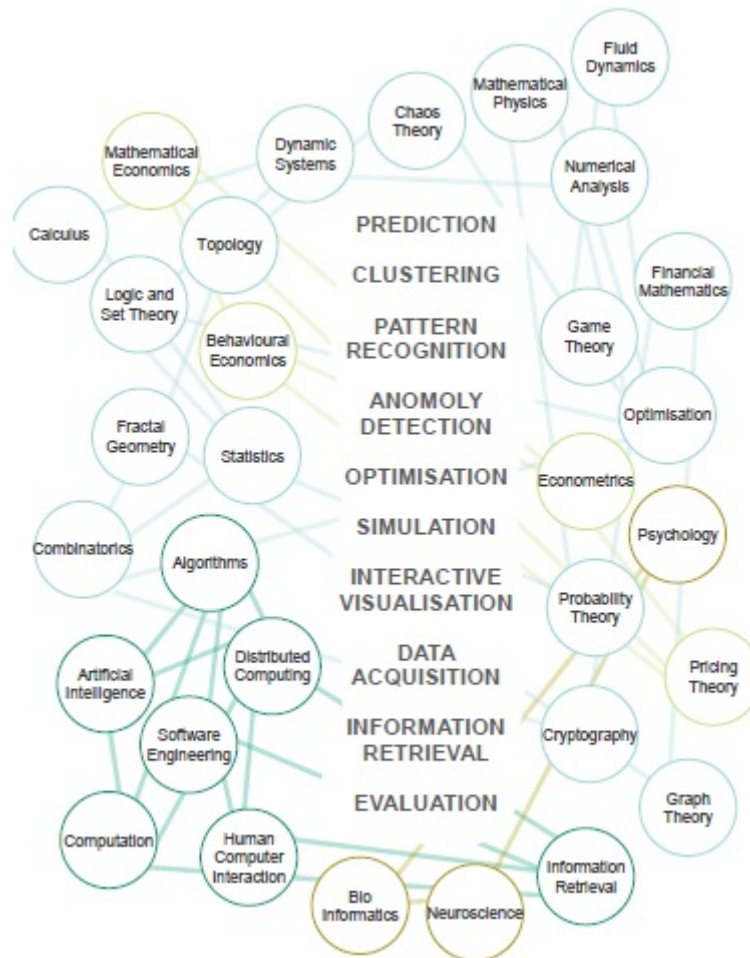 Fluid
Dynamics
Mathematical
Physics
Chaos
Theory
Dynamic
Systems
Mathematical
Economics
Numerical
Analysis
Calculus
Topology
PREDICTION
CLUSTERING
Financial
Mathematics
Logic and
Set Theory
Behavioural
Economics
PATTERN
RECOGNITION
Game
Theory
ANOMOLY
DETECTION
Optimisation
Fractal
Geometry
Statistics
OPTIMISATION
Econometrics
SIMULATION
Psychology
Combinatorics
Algorithms
INTERACTIVE
VISUALISATION
Probability
Theory
Distributed
Computing
DATA
ACQUISITION
Pricing
Theory
Artificial
Intelligence
Software
Engineering
INFORMATION
RETRIEVAL
Cryptography
EVALUATION
Graph
Theory
Computation
Human
Computer
Interaction
Information
Retrieval
Bio
Informatics
Neuroscience